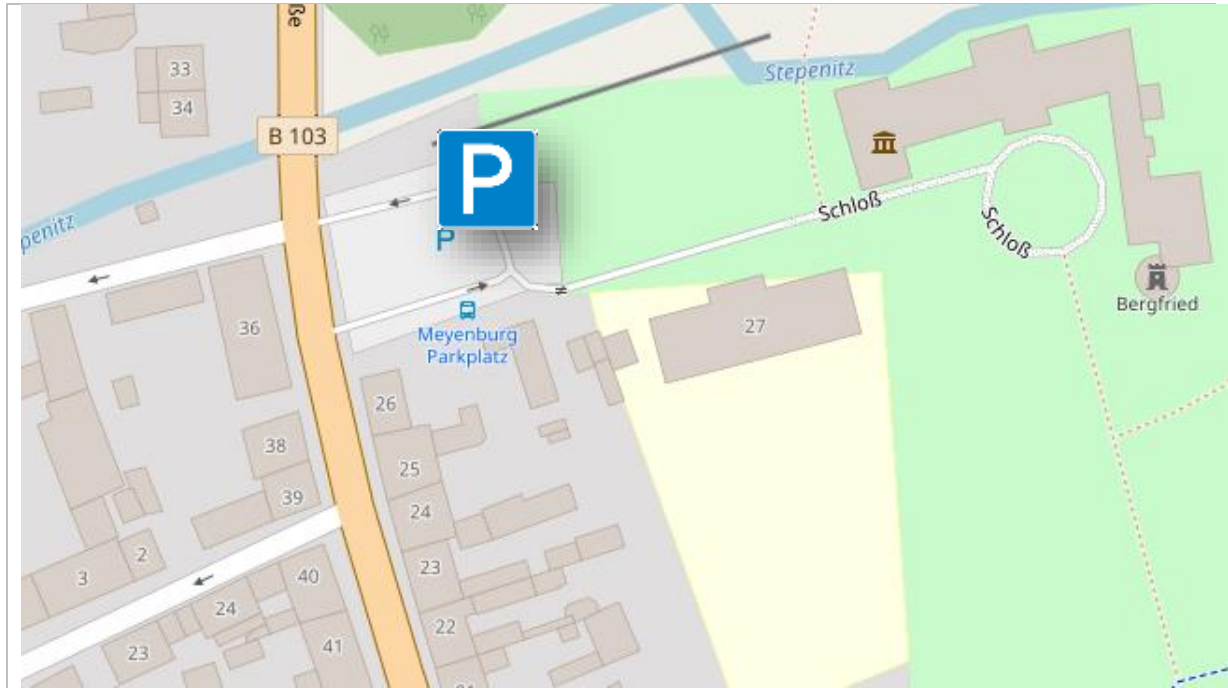 ße
33
34
B 103
P
P
Stepenitz
penitz
Schloß
Schloß
Bergfried
36
Meyenburg
Parkplatz
27
26
38
25
39
24
2
3
23
40
24
22
41
23